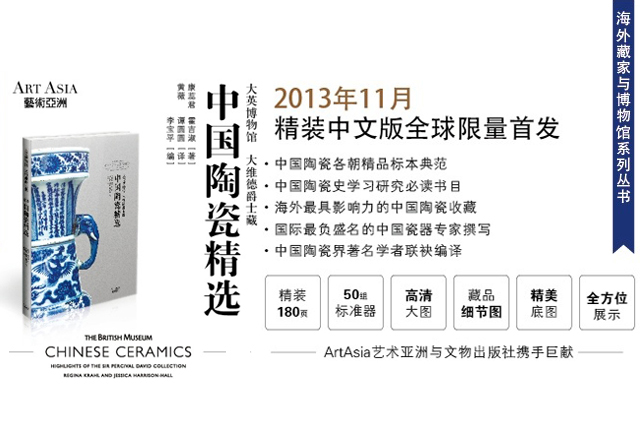 ART ASIA
藝術亞洲
中国陶瓷精选
THE BRITISH MUSEUM
CHINESE CERAMICS
HIGHLIGHTS OF THE SIR PERCIVAL DAVID COLLECTION
REGINA KRAHL AND JESSICA HARRISON-HALL
大英博物馆 大维德爵士藏
中国陶瓷精选
康蕊君 霍吉淑 [著]
黄薇 谭圆圆 [译]
李宝平 [编]
2013年11月
精装中文版全球限量首发
·中国陶瓷各朝精品标本典范
·中国陶瓷史学习研究必读书目
·海外最具影响力的中国陶瓷收藏
·国际最负盛名的中国瓷器专家撰写
·中国陶瓷界著名学者联袂编译
精装 180页
50组 标准器
高清 大图
藏品 细节图
精美 底图
全方位 展示
ArtAsia艺术亚洲与文物出版社携手巨献
海外藏家与博物馆系列丛书